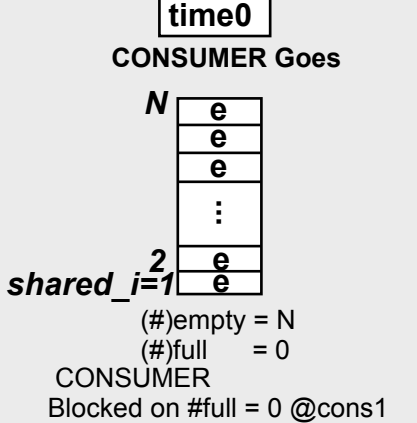 time0
CONSUMER Goes
N e
e
e
⋮
2 e
shared_i=1 e
(#)empty = N
(#)full = 0
CONSUMER
Blocked on #full = 0 @cons1